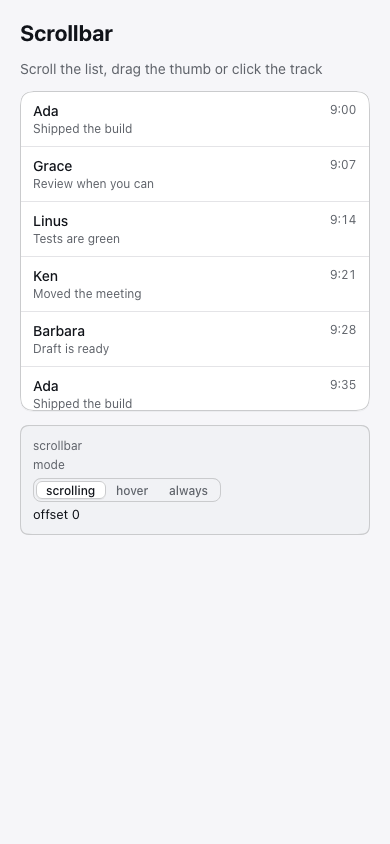 Scrollbar
Scroll the list, drag the thumb or click the track
Ada 9:00
Shipped the build
Grace 9:07
Review when you can
Linus 9:14
Tests are green
Ken 9:21
Moved the meeting
Barbara 9:28
Draft is ready
Ada 9:35
Shipped the build
scrollbar
mode
scrolling hover always
offset 0